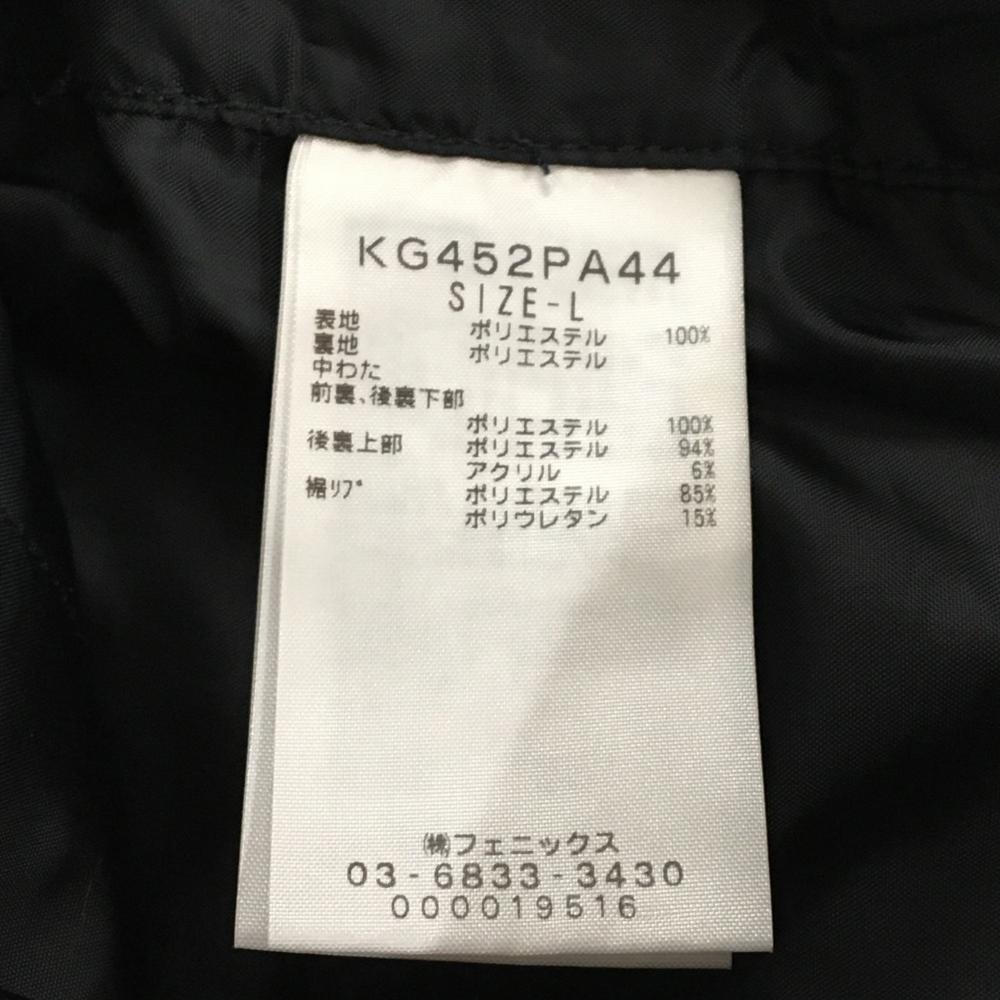 KG452PA44
SIZE-L
表地 ポリエステル 100%
裏地 ポリエステル
中わた
前裏、後裏下部
ポリエステル 100%
後裏上部 ポリエステル 94%
アクリル 6%
裾リブ ポリエステル 85%
ポリウレタン 15%
㈱フェニックス
03-6833-3430
000019516